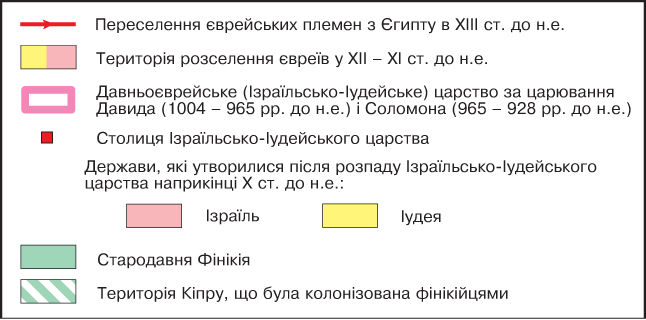 Переселення єврейських племен з Єгипту в XIII ст. до н.е.
Територія розселення євреїв у XII – XI ст. до н.е.
Давньоєврейське (Ізраїльсько-Іудейське) царство за царювання
Давида (1004 – 965 рр. до н.е.) і Соломона (965 – 928 рр. до н.е.)
Столиця Ізраїльсько-Іудейського царства
Держави, які утворилися після розпаду Ізраїльсько-Іудейського
царства наприкінці X ст. до н.е.:
Ізраїль Іудея
Стародавня Фінікія
Територія Кіпру, що була колонізована фінікійцями